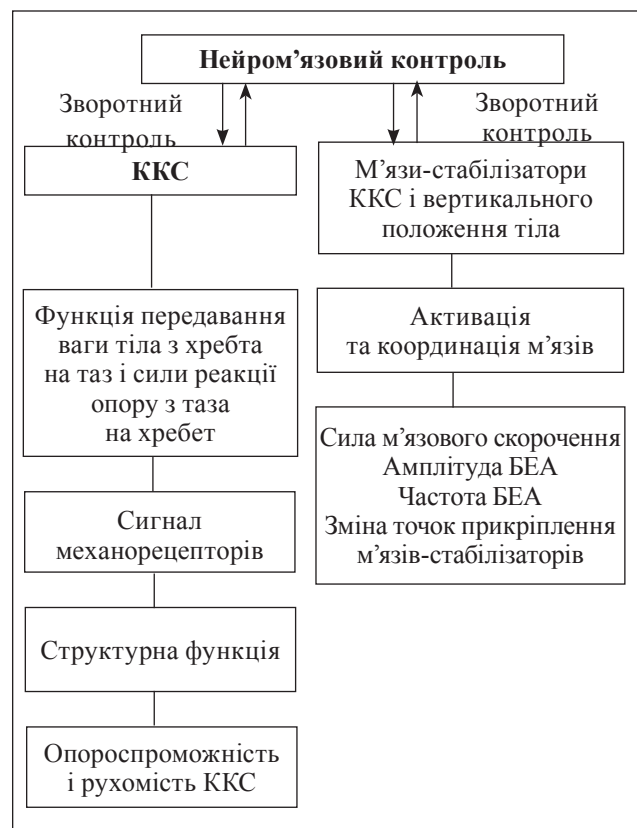 Нейром’язовий контроль
Зворотний
контроль
Зворотний
контроль
ККС
М’язи-стабілізатори
ККС і вертикального
положення тіла
Функція передавання
ваги тіла з хребта
на таз і сили реакції
опору з таза
на хребет
Активація
та координація м’язів
Сила м’язового скорочення
Амплітуда БЕА
Частота БЕА
Зміна точок прикріплення
м’язів-стабілізаторів
Сигнал
механорецепторів
Структурна функція
Опороспроможність
і рухомість ККС